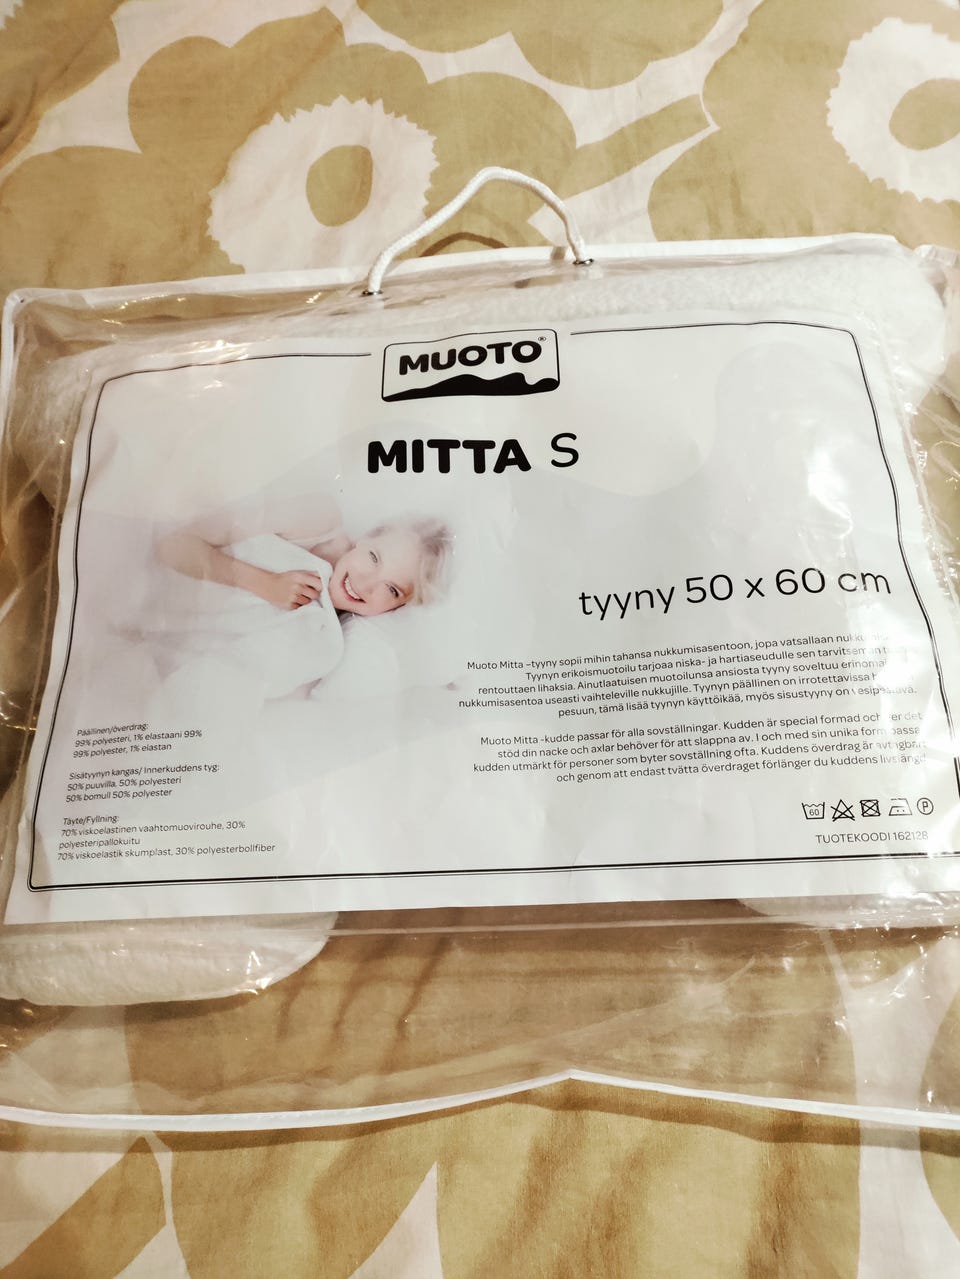 MUOTO®
MITTA S
tyyny 50 x 60 cm
Muoto Mitta –tyyny sopii mihin tahansa nukkumisasentoon, jopa vatsallaan
Tyynyn erikoismuotoilu tarjoaa niska- ja hartiaseudulle sen tarvitseman
rentouttaen lihaksia. Ainutlaatuisen muotoilunsa ansiosta tyyny soveltuu
nukkumisasentoa useasti vaihteleville nukkujille. Tyynyn päällinen on irrotettavissa
pesuun, tämä lisää tyynyn käyttöikää, myös sisustyyny on vesipestävä.
Muoto Mitta -kudde passar för alla sovställningar. Kudden är special formad och ger det
stöd din nacke och axlar behöver för att slappna av. I och med sin unika form passar
kudden utmärkt för personer som byter sovställning ofta. Kuddens överdrag är avtagbart
och genom att endast tvätta överdraget förlänger du kuddens livslängd.
Päällinen/överdrag:
99% polyesteri, 1% elastaani 99%
99% polyester, 1% elastan
Sisätyynyn kangas/ Innerkuddens tyg:
50% puuvilla, 50% polyesteri
50% bomull 50% polyester
Täyte/Fyllning:
70% viskoelastinen vaahtomuovirouhe, 30%
polyesteripallokuitu
70% viskoelastik skumplast, 30% polyesterbollfiber
60 P
TUOTEKOODI 162128